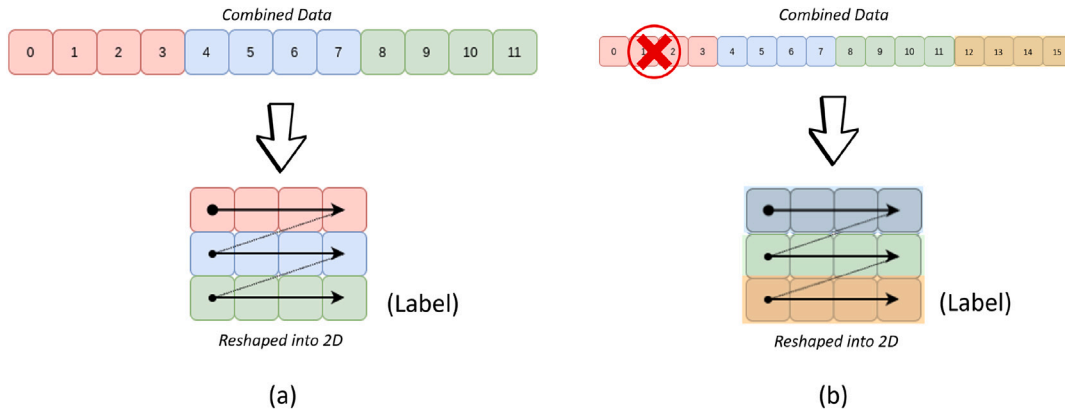 Combined Data
0 1 2 3 4 5 6 7 8 9 10 11
(Label)
Reshaped into 2D
(a)
Combined Data
0 1 2 3 4 5 6 7 8 9 10 11 12 13 14 15
(Label)
Reshaped into 2D
(b)